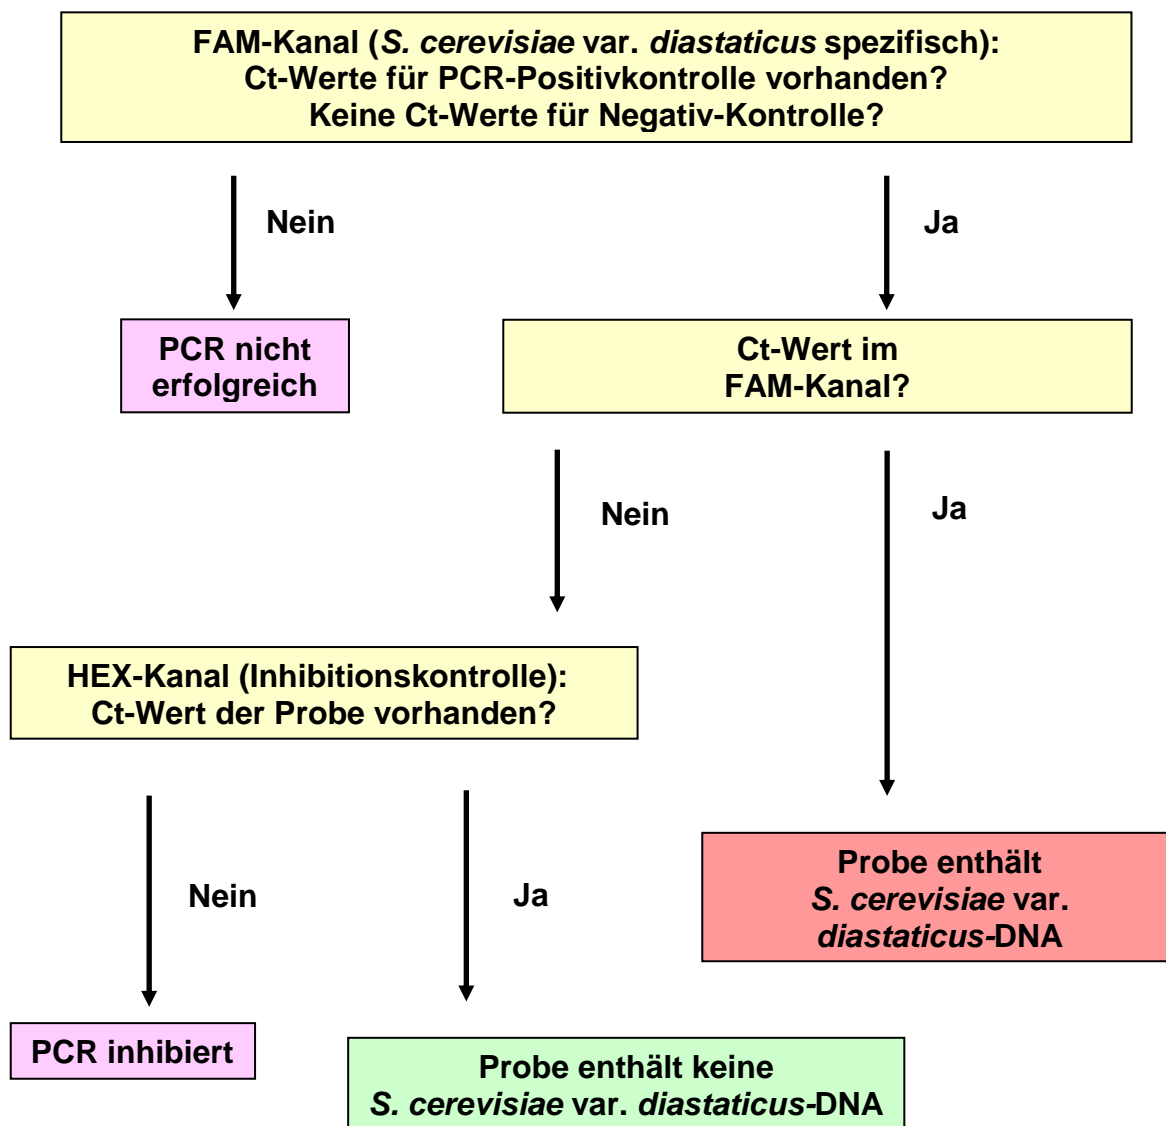 FAM-Kanal (S. cerevisiae var. diastaticus spezifisch):
Ct-Werte für PCR-Positivkontrolle vorhanden?
Keine Ct-Werte für Negativ-Kontrolle?
Nein
Ja
PCR nicht
erfolgreich
Ct-Wert im
FAM-Kanal?
Nein
Ja
HEX-Kanal (Inhibitionskontrolle):
Ct-Wert der Probe vorhanden?
Nein
Ja
Probe enthält
S. cerevisiae var.
diastaticus-DNA
PCR inhibiert
Probe enthält keine
S. cerevisiae var. diastaticus-DNA